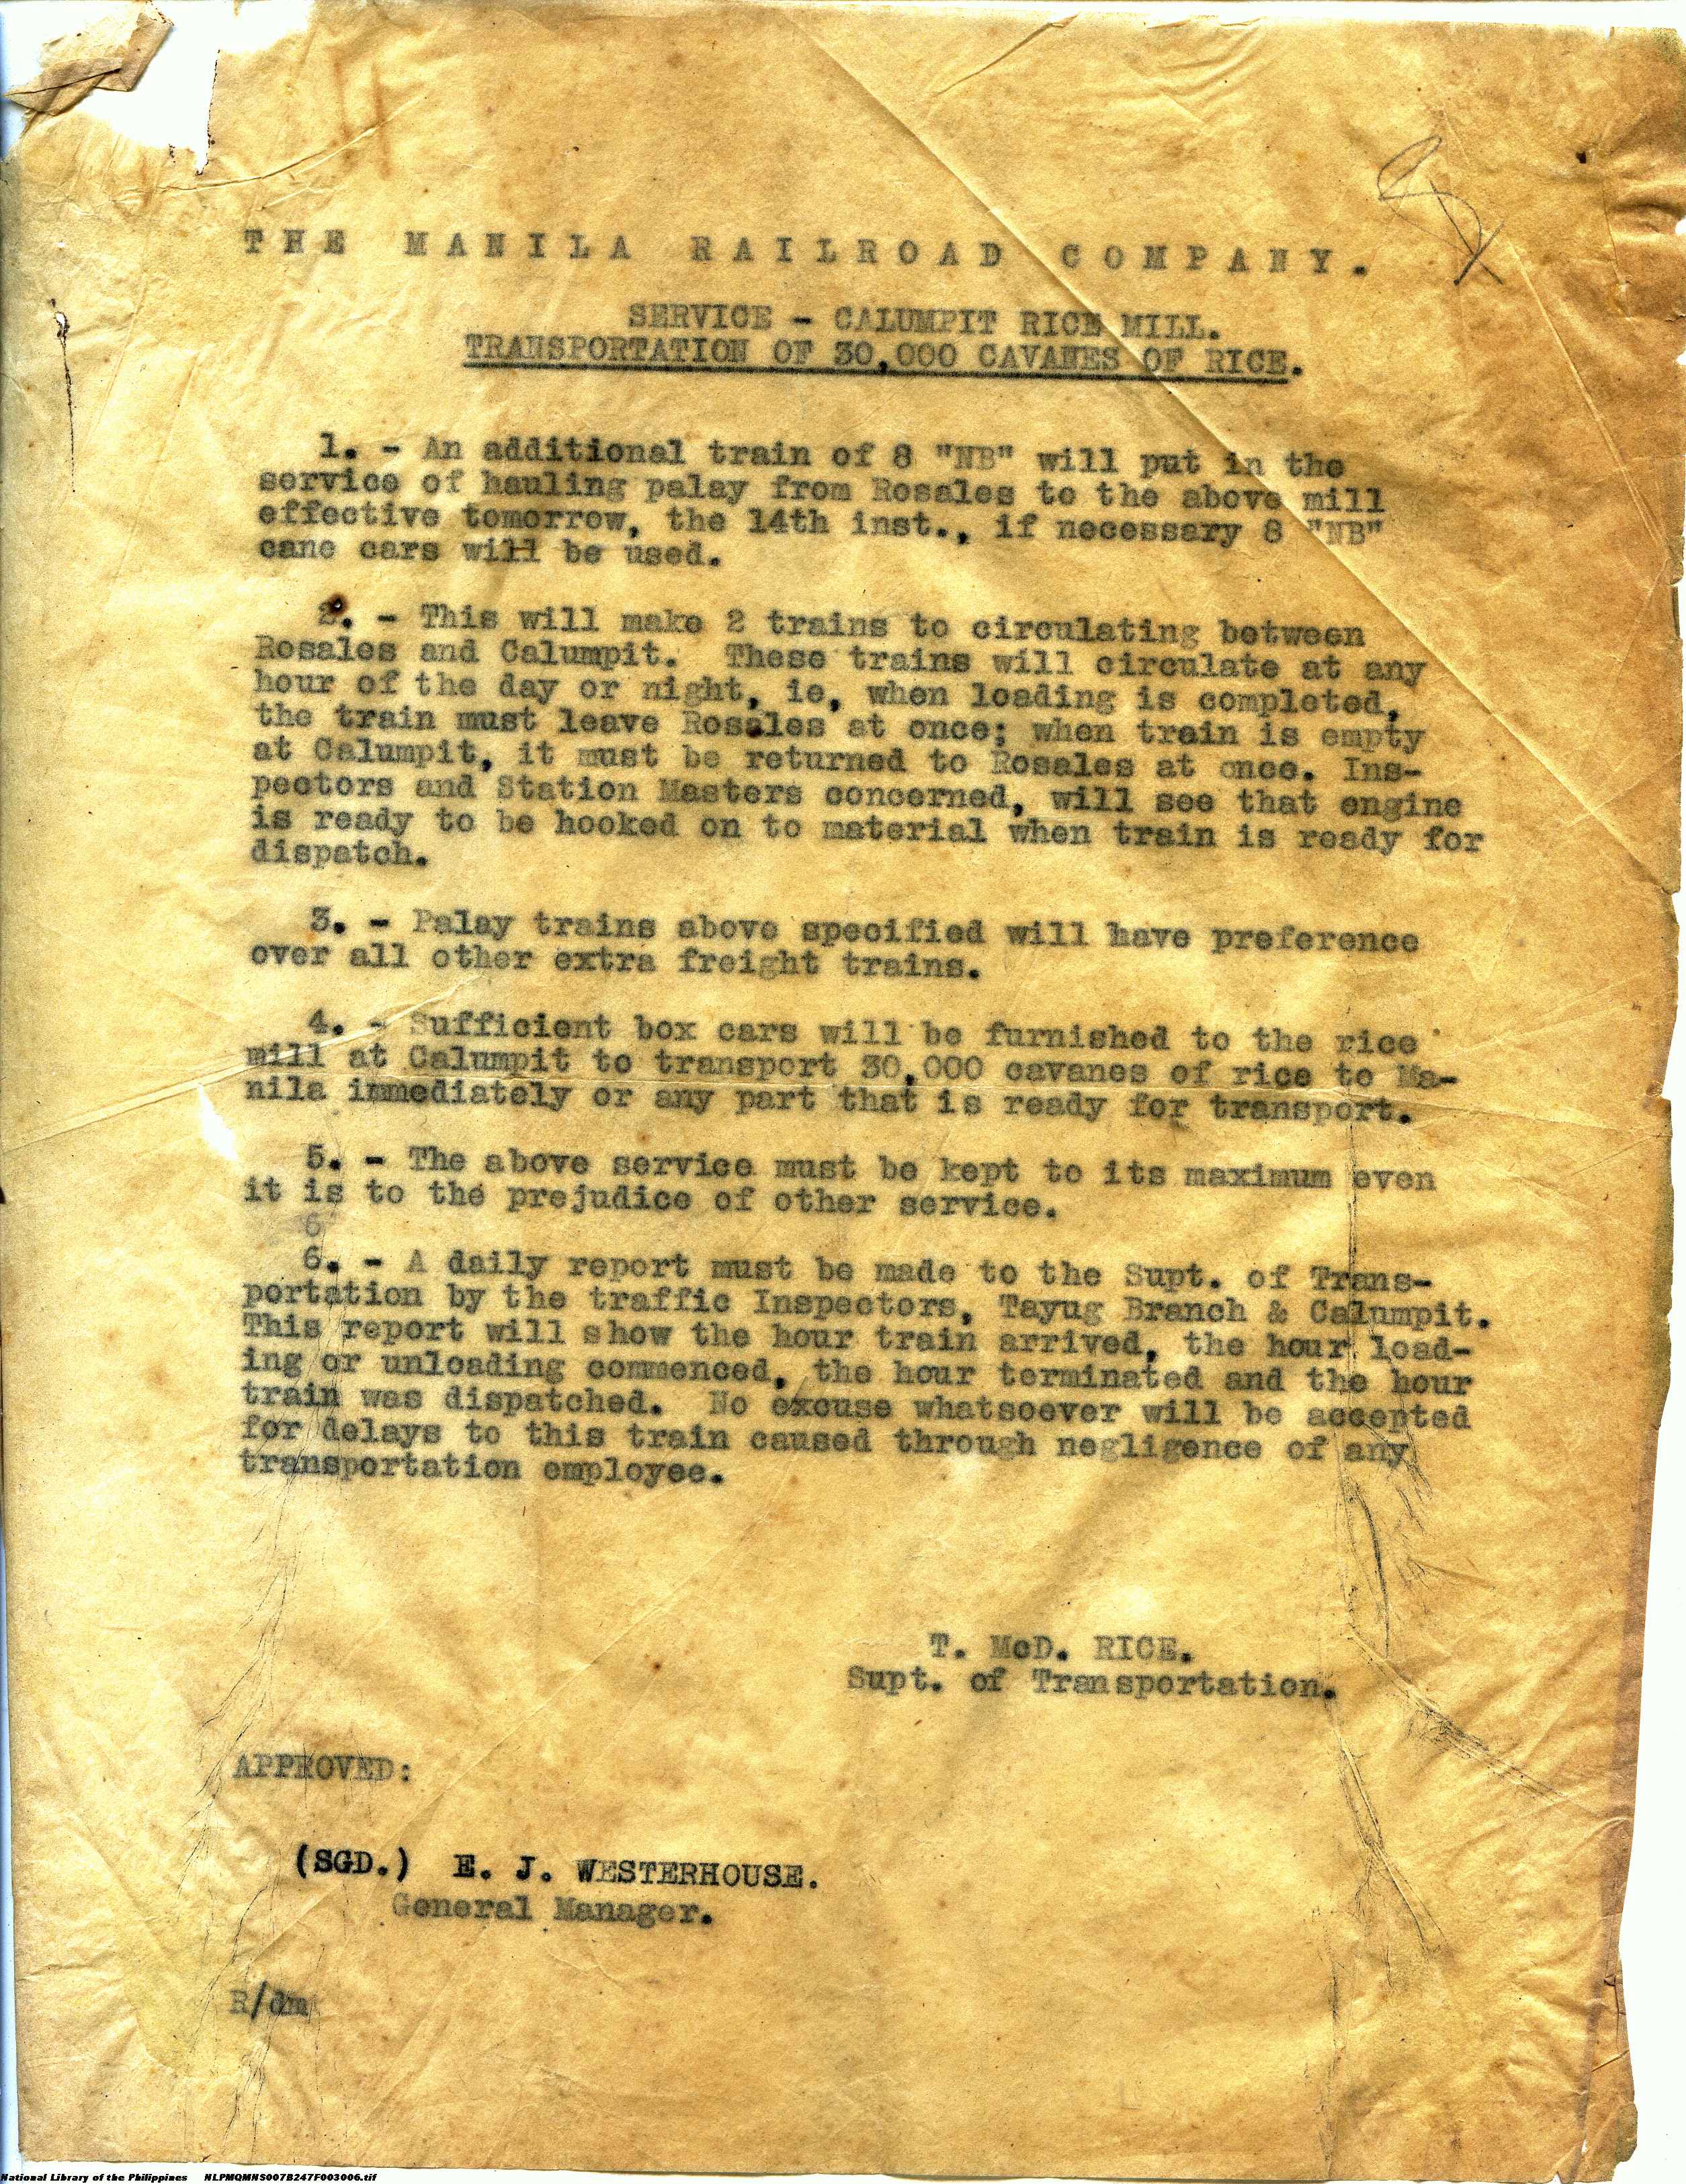 THE MANILA RAILROAD COMPANY.
SERVICE - CALUMPIT RICE MILL.
TRANSPORTATION OF 30,000 CAVANES OF RICE.
1. - An additional train of 8 "NB" will put in the
service of hauling palay from Rosales to the above mill
effective tomorrow, the 14th inst., if necessary 8 "NB"
cane cars will be used.
2. - This will make 2 trains to circulating between
Rosales and Calumpit. These trains will circulate at any
hour of the day or night, ie, when loading is completed,
the train must leave Rosales at once; when train is empty
at Calumpit, it must be returned to Rosales at once. Ins-
pectors and Station Masters concerned, will see that engine
is ready to be hooked on to material when train is ready for
dispatch.
3. - Palay trains above specified will have preference
over all other extra freight trains.
4. - Sufficient box cars will be furnished to the rice
mill at Calumpit to transport 30,000 cavanes of rice to Ma-
nila immediately or any part that is ready for transport.
5. - The above service must be kept to its maximum even
it is to the prejudice of other service.
6
6. - A daily report must be made to the Supt. of Trans-
portation by the traffic Inspectors, Tayug Branch & Calumpit.
This report will show the hour train arrived, the hour load-
ing or unloading commenced, the hour terminated and the hour
train was dispatched. No excuse whatsoever will be accepted
for delays to this train caused through negligence of any
transportation employee.
T. McD. RICE.
Supt. of Transportation.
APPROVED:
(SGD.) E. J. WESTERHOUSE.
General Manager.
R/dm
National Library of the Philippines NLPMQMNS007B247F003006.tif